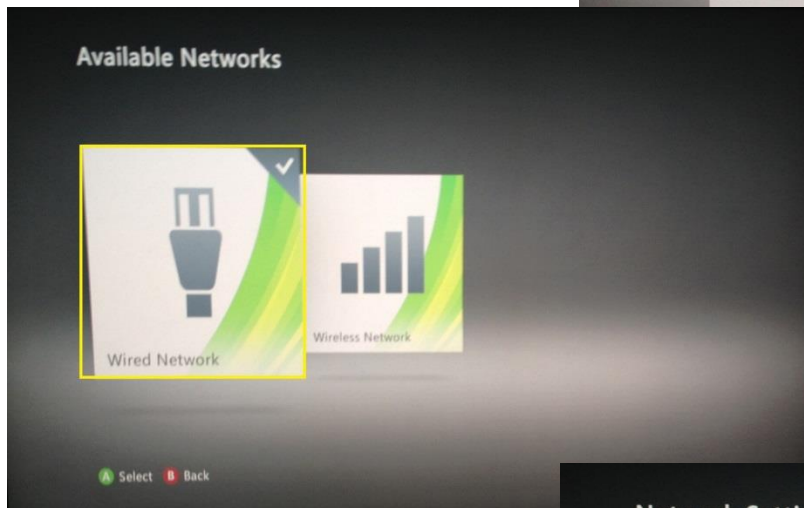 Available Networks
Wired Network
Wireless Network
A Select B Back